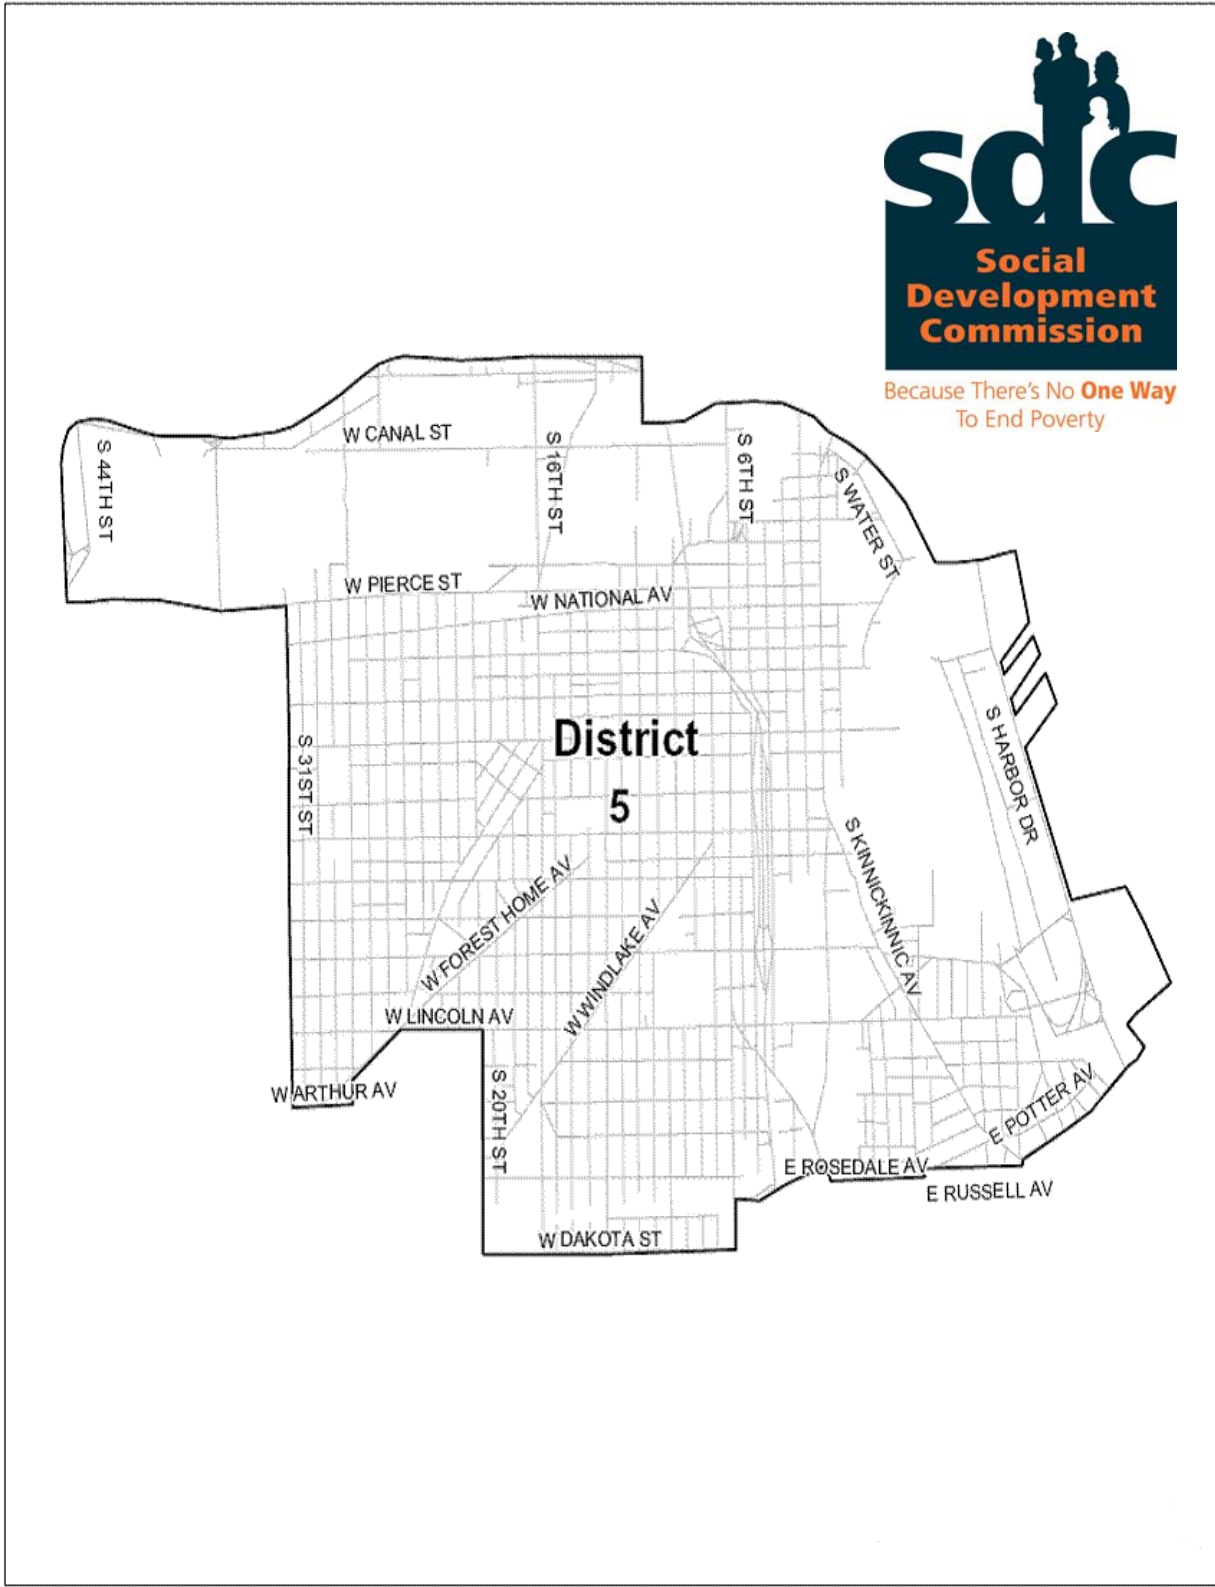 sdc
Social
Development
Commission
Because There's No One Way
To End Poverty
W CANAL ST
S 44TH ST
S 16TH ST
S 6TH ST
S WATER ST
W PIERCE ST
W NATIONAL AV
S 31ST ST
District
5
S HARBOR DR
S KINNICKINNIC AV
W FOREST HOME AV
W WINDLAKE AV
W LINCOLN AV
W ARTHUR AV
S 20TH ST
E POTTER AV
E ROSEDALE AV
E RUSSELL AV
W DAKOTA ST